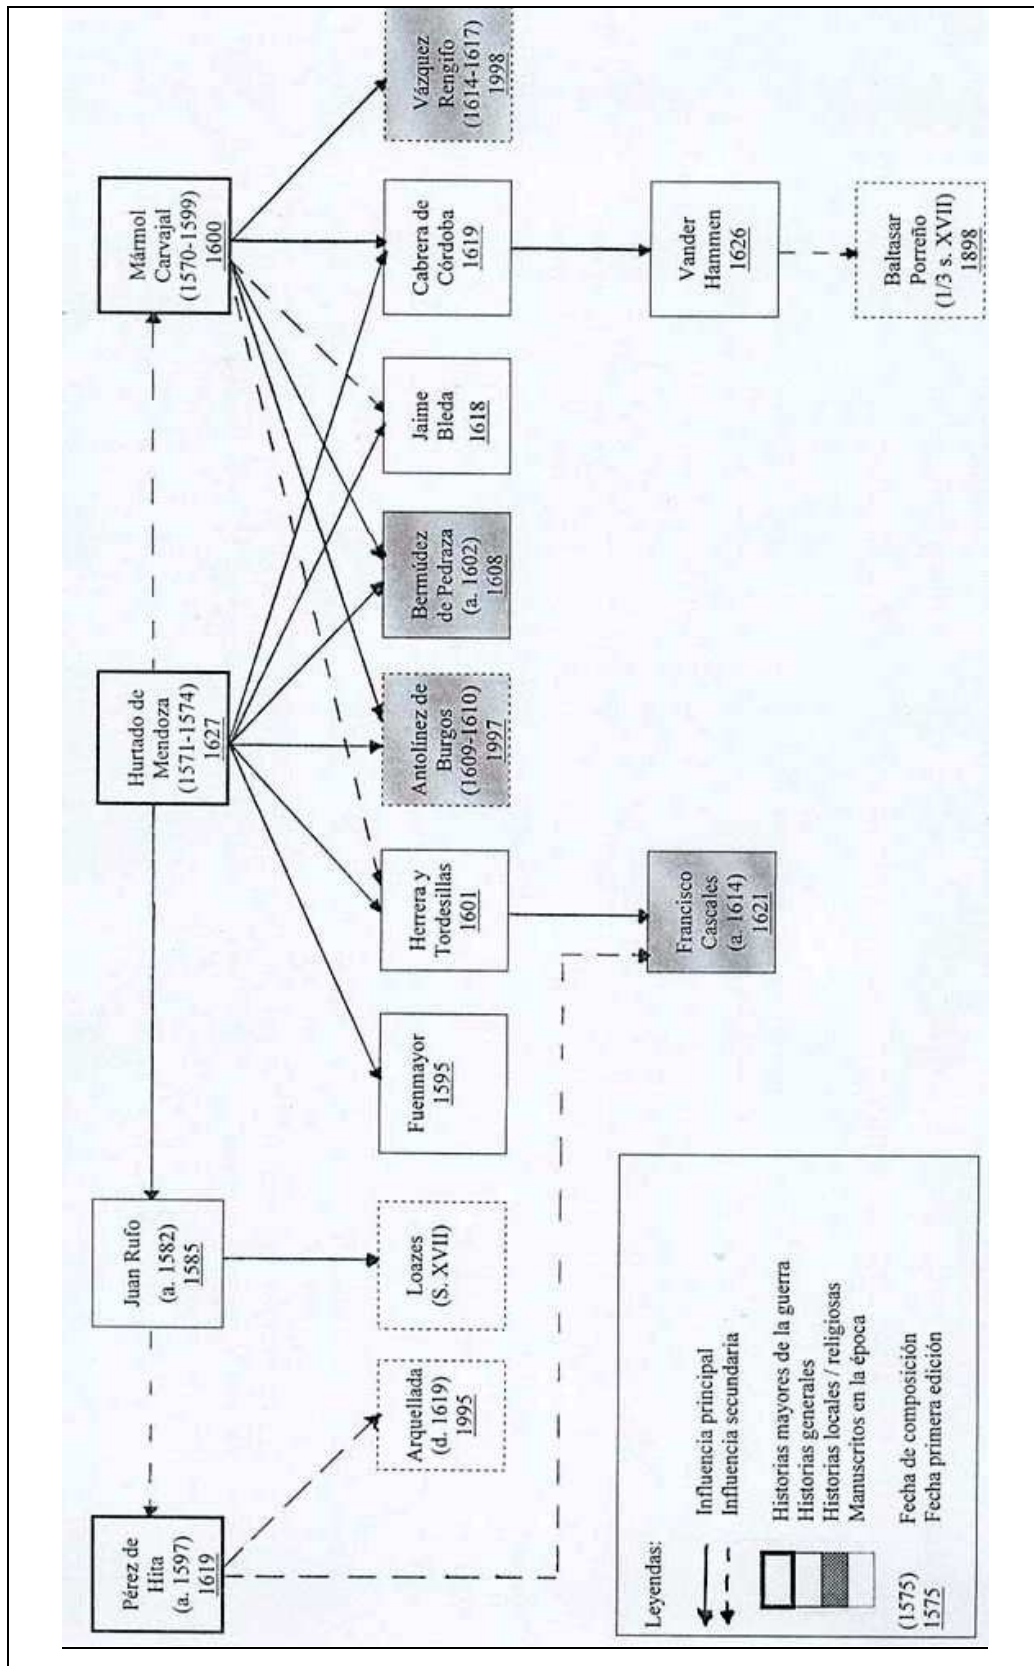 Pérez de
Hita
(a. 1597)
1619
Juan Rufo
(a. 1582)
1585
Hurtado de
Mendoza
(1571-1574)
1627
Mármol
Carvajal
(1570-1599)
1600
Arquellada
(d. 1619)
1995
Loazes
(S. XVII)
Fuenmayor
1595
Herrera y
Tordesillas
1601
Antolínez de
Burgos
(1609-1610)
1997
Bermúdez
de Pedraza
(a. 1602)
1608
Jaime
Bleda
1618
Cabrera de
Córdoba
1619
Vázquez
Rengifo
(1614-1617)
1998
Francisco
Cascales
(a. 1614)
1621
Vander
Hammen
1626
Baltasar
Porreño
(1/3 s. XVII)
1898
Leyendas:
Influencia principal
Influencia secundaria
Historias mayores de la guerra
Historias generales
Historias locales / religiosas
Manuscritos en la época
(1575) Fecha de composición
1575 Fecha primera edición